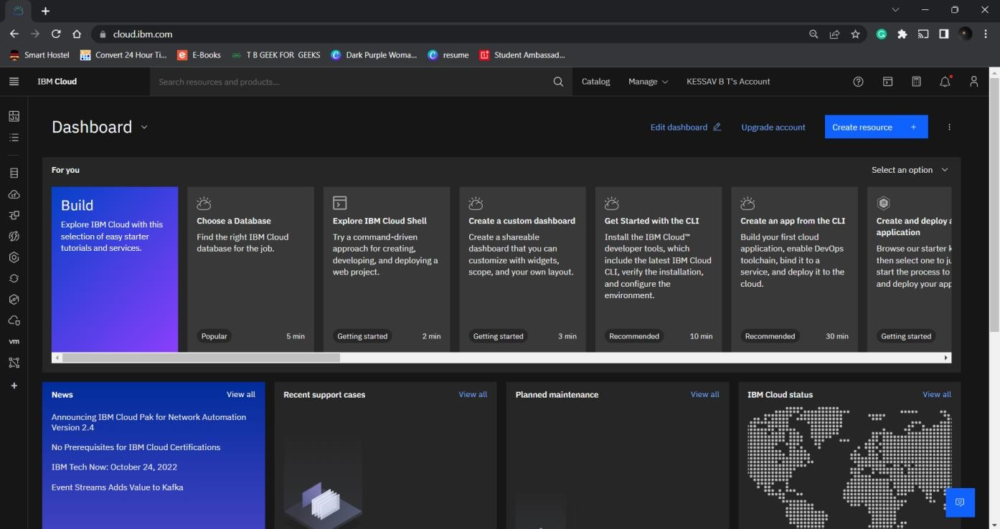 cloud.ibm.com
Smart Hostel
Convert 24 Hour Ti...
E-Books
T B GEEK FOR GEEKS
Dark Purple Woma...
resume
Student Ambassad...
IBM Cloud
Search resources and products...
Catalog
Manage
KESSAV B T's Account
Dashboard
Edit dashboard
Upgrade account
Create resource +
For you
Select an option
Build
Explore IBM Cloud with this
selection of easy starter
tutorials and services.
Choose a Database
Find the right IBM Cloud
database for the job.
Popular
5 min
Explore IBM Cloud Shell
Try a command-driven
approach for creating,
developing, and deploying a
web project.
Getting started
2 min
Create a custom dashboard
Create a shareable
dashboard that you can
customize with widgets,
scope, and your own layout.
Getting started
3 min
Get Started with the CLI
Install the IBM Cloud™
developer tools, which
include the latest IBM Cloud
CLI, verify the installation,
and configure the
environment.
Recommended
10 min
Create an app from the CLI
Build your first cloud
application, enable DevOps
toolchain, bind it to a
service, and deploy it to the
cloud.
Recommended
30 min
Create and deploy a
application
Browse our starter k
then select one to ju
start the process to
and deploy your app
Getting started
vm
News
View all
Announcing IBM Cloud Pak for Network Automation
Version 2.4
No Prerequisites for IBM Cloud Certifications
IBM Tech Now: October 24, 2022
Event Streams Adds Value to Kafka
Recent support cases
View all
Planned maintenance
View all
IBM Cloud status
View all